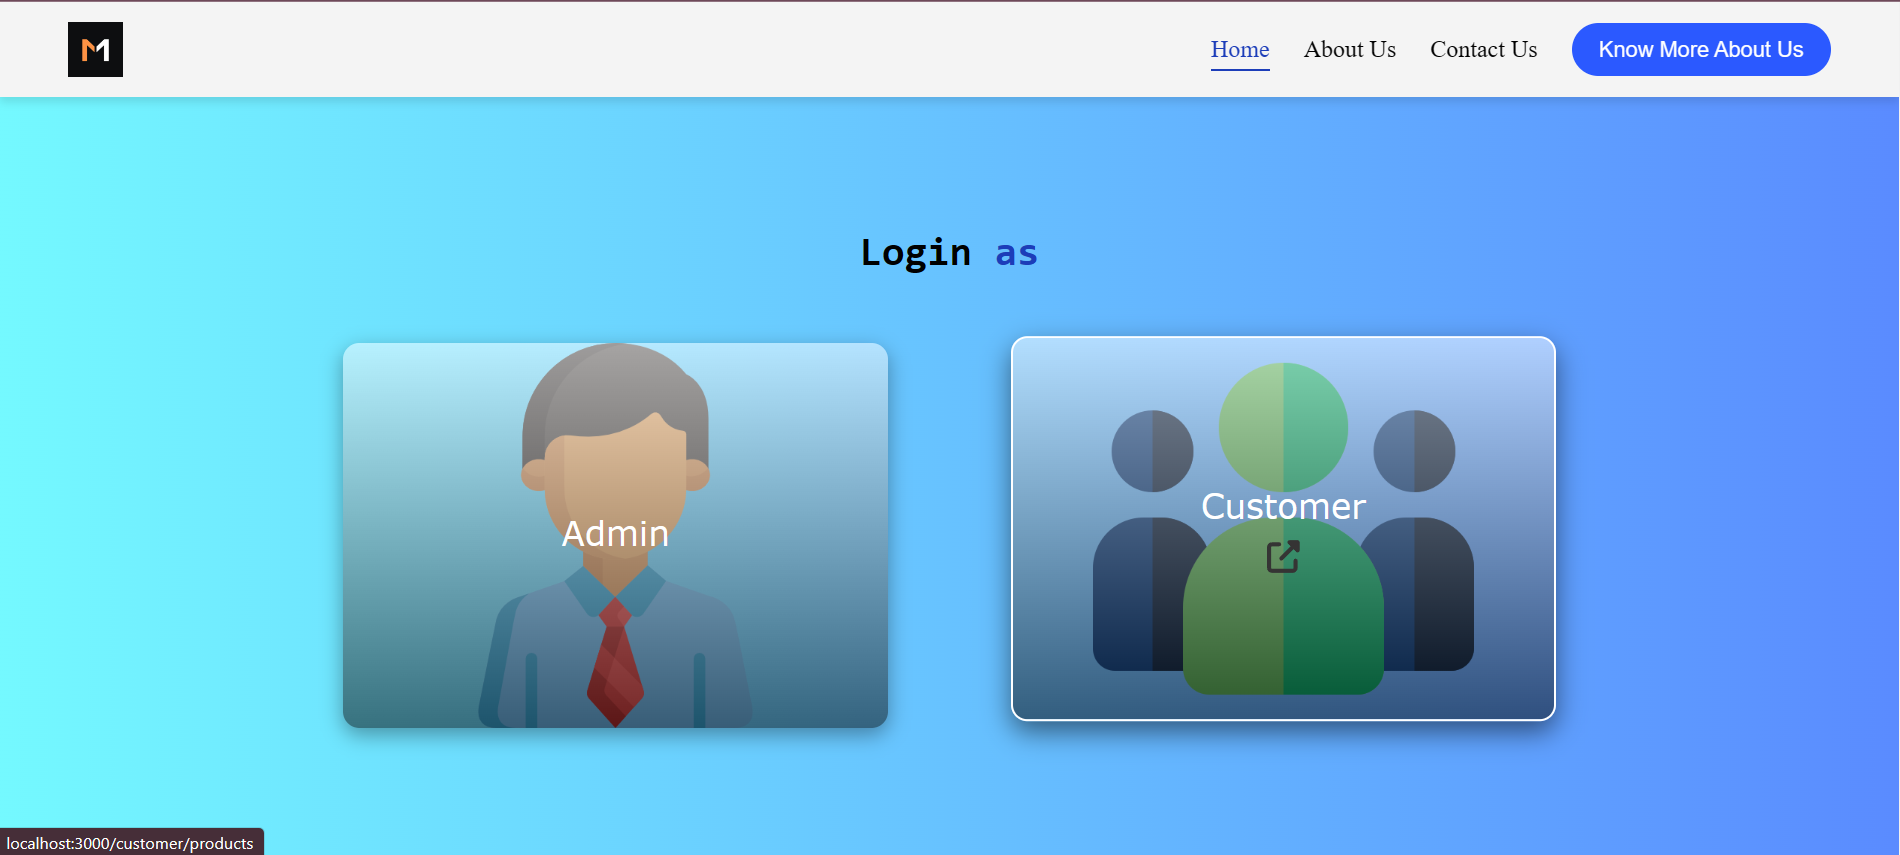 Home About Us Contact Us Know More About Us
Login as
Admin
Customer
localhost:3000/customer/products